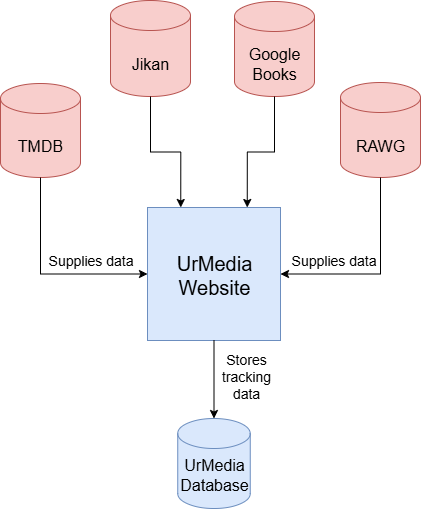 Jikan
Google
Books
TMDB
RAWG
Supplies data
UrMedia
Website
Supplies data
Stores
tracking
data
UrMedia
Database